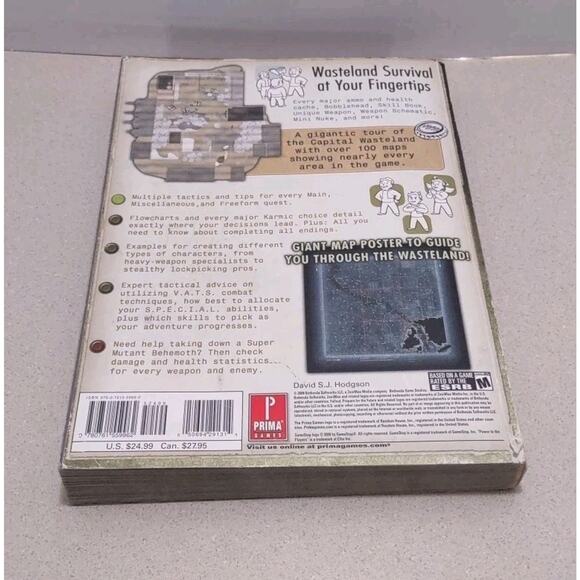 Wasteland Survival
at Your Fingertips
Every major ammo and health
cache, Bobblehead, Skill Book,
Unique Weapon, Weapon Schematic,
Mini Nuke, and more!
A gigantic tour of
the Capital Wasteland
with over 100 maps
showing nearly every
area in the game.
Multiple tactics and tips for every Main,
Miscellaneous, and Freeform quest.
Flowcharts and every major Karmic choice detail
exactly where your decisions lead. Plus: All you
need to know about completing all endings.
Examples for creating different
types of characters, from
heavy-weapon specialists to
stealthy lockpicking pros.
Expert tactical advice on
utilizing V.A.T.S. combat
techniques, how best to allocate
your S.P.E.C.I.A.L. abilities,
plus which skills to pick as
your adventure progresses.
Need help taking down a Super
Mutant Behemoth? Then check
damage and health statistics
for every weapon and enemy.
GIANT MAP POSTER TO GUIDE
YOU THROUGH THE WASTELAND!
David S.J. Hodgson
BASED ON A GAME
RATED BY THE
ESRB
M
PRIMA
GAMES
U.S. $24.99 Can. $27.95
Visit us online at primagames.com